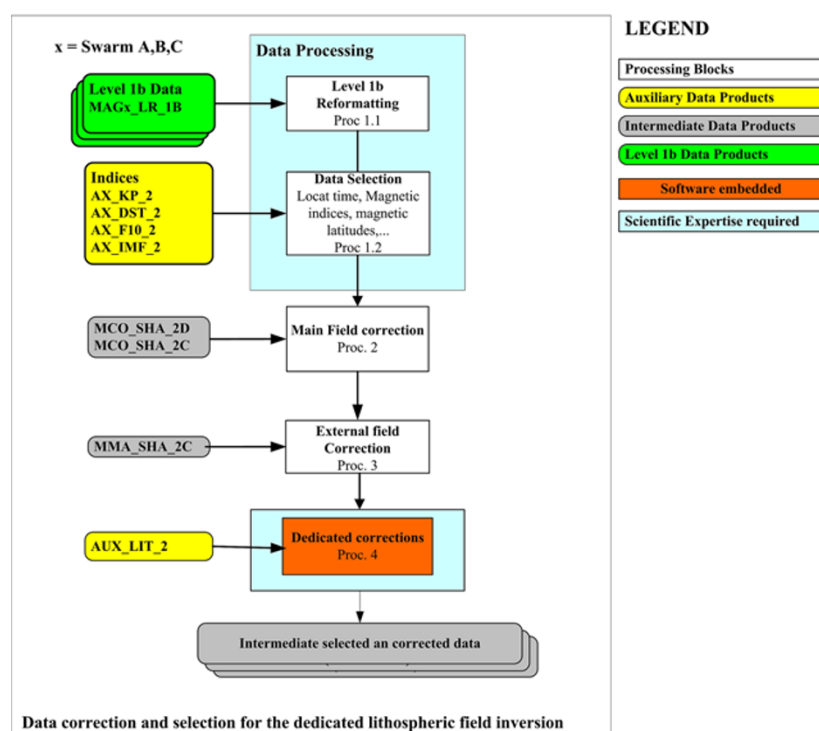 x = Swarm A,B,C
Data Processing
Level 1b Data
MAGx_LR_1B
Level 1b
Reformatting
Proc 1.1
Indices
AX_KP_2
AX_DST_2
AX_F10_2
AX_IMF_2
Data Selection
Locat time, Magnetic
indices, magnetic
latitudes,...
Proc 1.2
MCO_SHA_2D
MCO_SHA_2C
Main Field correction
Proc. 2
MMA_SHA_2C
External field
Correction
Proc. 3
AUX_LIT_2
Dedicated corrections
Proc. 4
Intermediate selected an corrected data
Data correction and selection for the dedicated lithospheric field inversion
LEGEND
Processing Blocks
Auxiliary Data Products
Intermediate Data Products
Level 1b Data Products
Software embedded
Scientific Expertise required